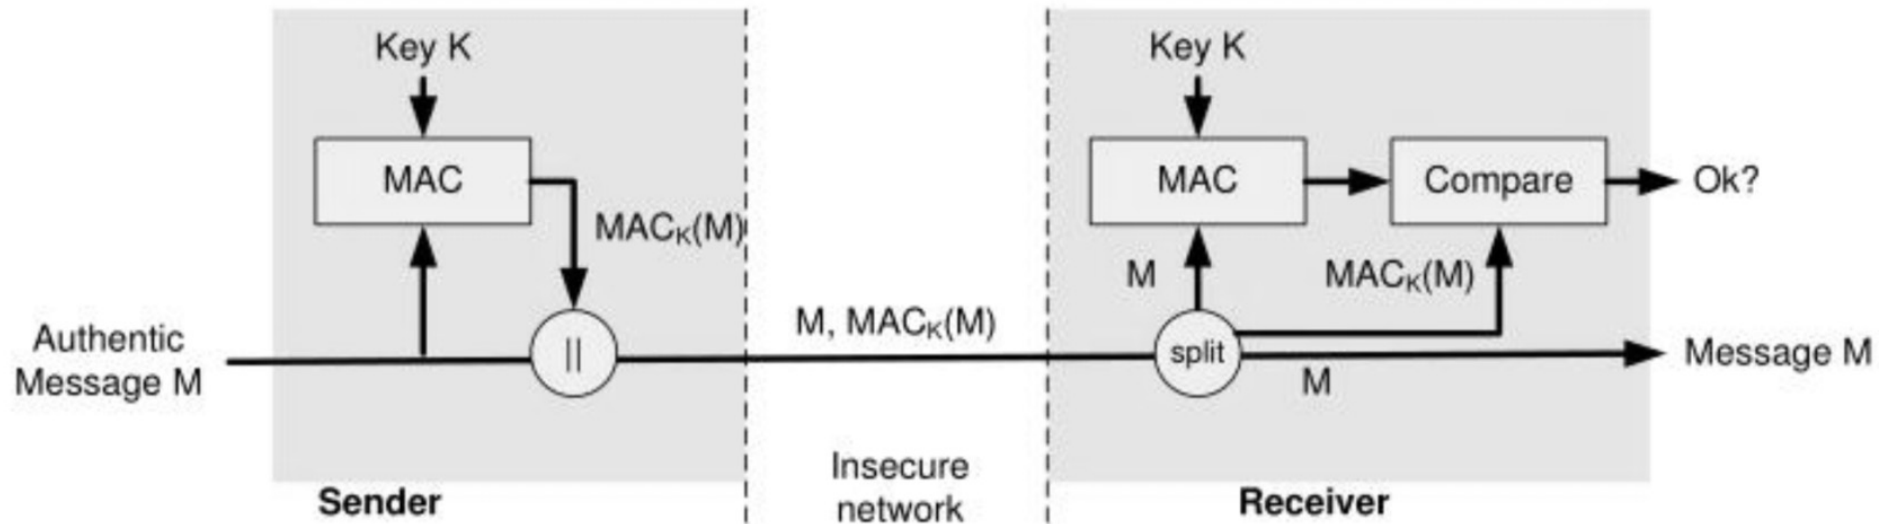 Key K
MAC
MACK(M)
Authentic
Message M
||
Sender
M, MACK(M)
Insecure
network
Key K
MAC
Compare
Ok?
M
MACK(M)
split
M
Message M
Receiver